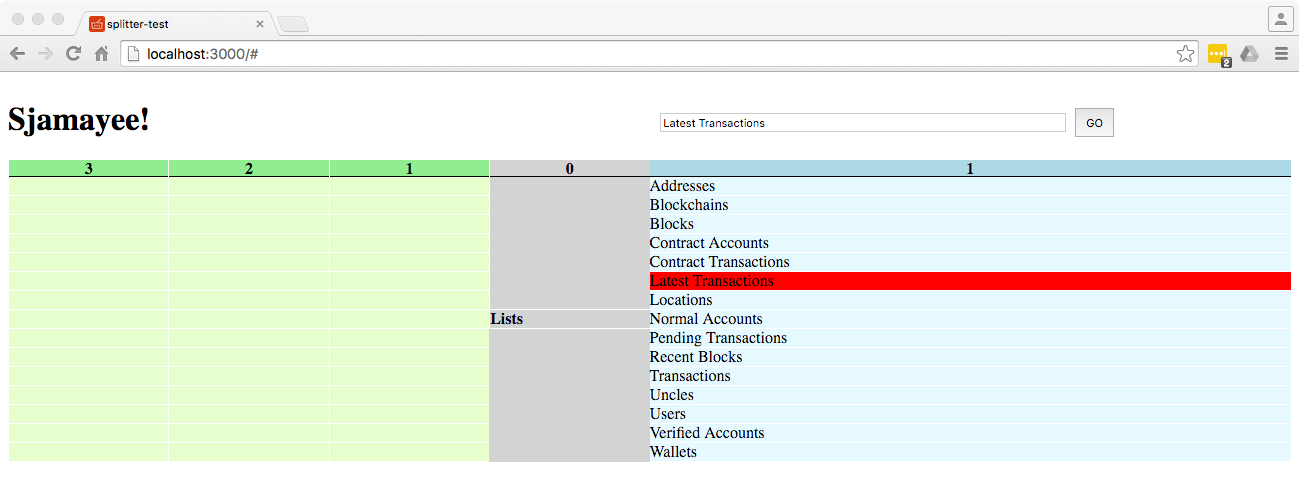 splitter-test
localhost:3000/#
2
Sjamayee!
Latest Transactions
GO
3 2 1 0 1
Addresses
Blockchains
Blocks
Contract Accounts
Contract Transactions
Latest Transactions
Locations
Lists Normal Accounts
Pending Transactions
Recent Blocks
Transactions
Uncles
Users
Verified Accounts
Wallets